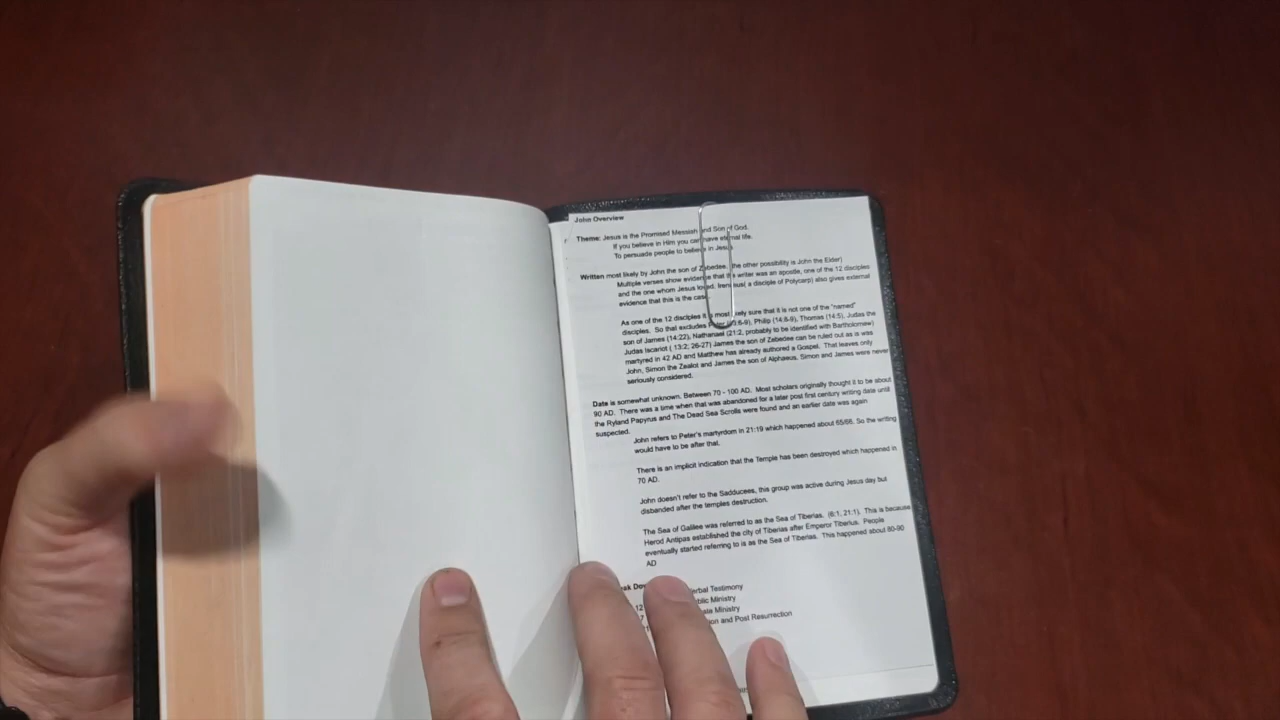 John Overview
Theme: Jesus is the Promised Messiah and Son of God.
If you believe in Him you can have eternal life.
To persuade people to believe in Jesus
Written most likely by John the son of Zebedee. (the other possibility is John the Elder)
Multiple verses show evidence that the writer was an apostle, one of the 12 disciples
and the one whom Jesus loved. Irenaeus( a disciple of Polycarp) also gives external
evidence that this is the case.
As one of the 12 disciples it is most likely sure that it is not one of the "named"
disciples. So that excludes Peter Philip (14:8-9), Thomas (14:5), Judas the
son of James (14:22), Nathanael (21:2, probably to be identified with Bartholomew)
Judas Iscariot ( 13:2; 26-27) James the son of Zebedee can be ruled out as is was
martyred in 42 AD and Matthew has already authored a Gospel. That leaves only
John, Simon the Zealot and James the son of Alphaeus. Simon and James were never
seriously considered.
Date is somewhat unknown. Between 70 - 100 AD. Most scholars originally thought it to be about
90 AD. There was a time when that was abandoned for a later post first century writing date until
the Ryland Papyrus and The Dead Sea Scrolls were found and an earlier date was again
suspected.
John refers to Peter's martyrdom in 21:19 which happened about 65/66. So the writing
would have to be after that.
There is an implicit indication that the Temple has been destroyed which happened in
70 AD.
John doesn't refer to the Sadducees, this group was active during Jesus day but
disbanded after the temples destruction.
The Sea of Galilee was referred to as the Sea of Tiberias. (6:1, 21:1). This is because
Herod Antipas established the city of Tiberias after Emperor Tiberius. People
eventually started referring to is as the Sea of Tiberias. This happened about 80-90
AD
erbal Testimony
12 blic Ministry
7 ate Ministry
ion and Post Resurrection